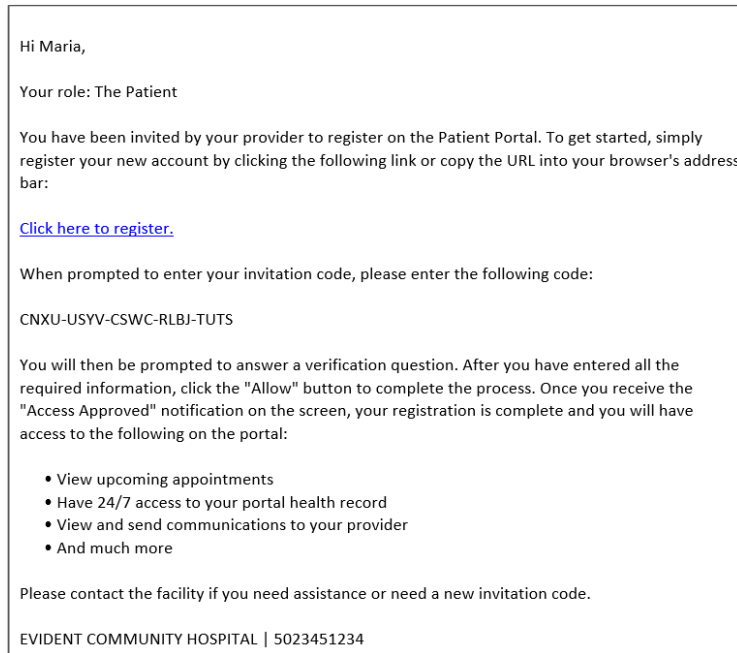 Hi Maria,
Your role: The Patient
You have been invited by your provider to register on the Patient Portal. To get started, simply
register your new account by clicking the following link or copy the URL into your browser's address
bar:
Click here to register.
When prompted to enter your invitation code, please enter the following code:
CNXU-USYV-CSWC-RLBJ-TUTS
You will then be prompted to answer a verification question. After you have entered all the
required information, click the "Allow" button to complete the process. Once you receive the
"Access Approved" notification on the screen, your registration is complete and you will have
access to the following on the portal:
• View upcoming appointments
• Have 24/7 access to your portal health record
• View and send communications to your provider
• And much more
Please contact the facility if you need assistance or need a new invitation code.
EVIDENT COMMUNITY HOSPITAL | 5023451234